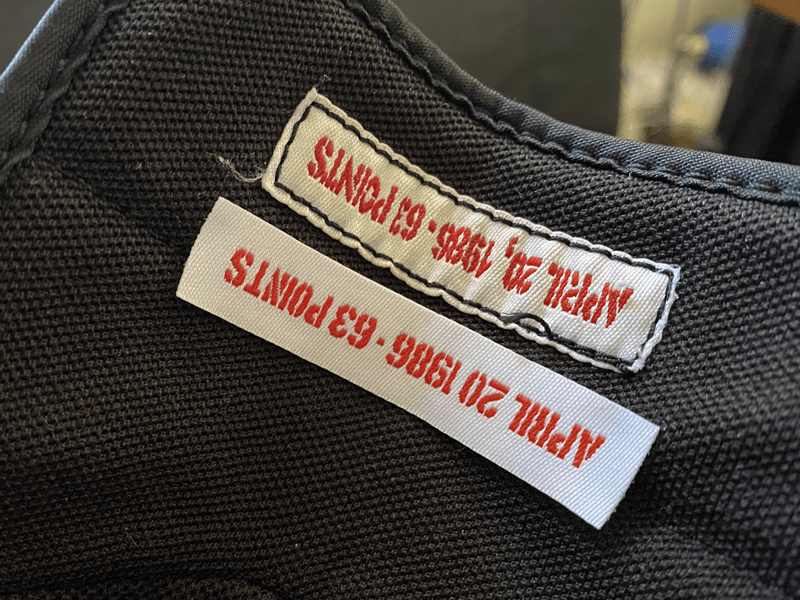 APRIL 20, 1986 · 63 POINTS
APRIL 20 1986 · 63 POINTS